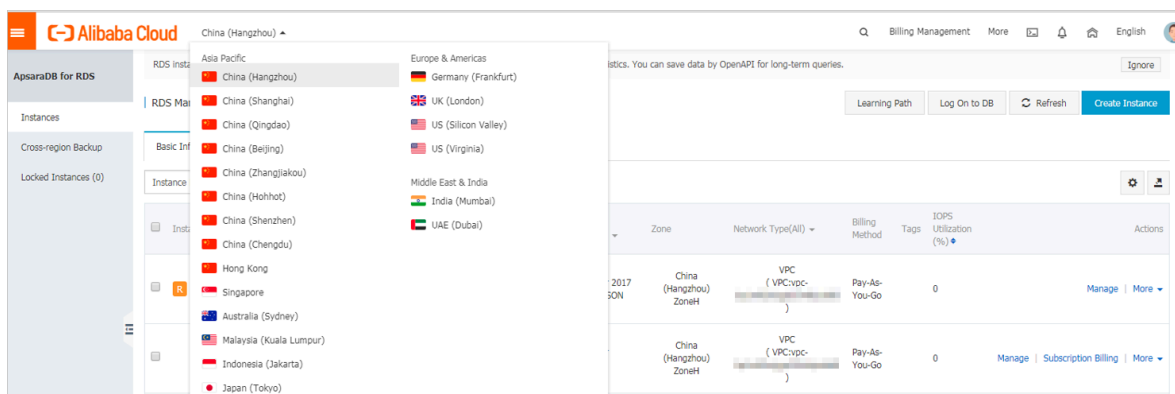 Alibaba Cloud
China (Hangzhou)
Billing Management
More
English
ApsaraDB for RDS
Instances
Cross-region Backup
Locked Instances (0)
RDS insta
istics. You can save data by OpenAPI for long-term queries.
Ignore
RDS Mar
Learning Path
Log On to DB
Refresh
Create Instance
Basic Inf
Instance
Asia Pacific
China (Hangzhou)
China (Shanghai)
China (Qingdao)
China (Beijing)
China (Zhangjiakou)
China (Hohhot)
China (Shenzhen)
China (Chengdu)
Hong Kong
Singapore
Australia (Sydney)
Malaysia (Kuala Lumpur)
Indonesia (Jakarta)
Japan (Tokyo)
Europe & Americas
Germany (Frankfurt)
UK (London)
US (Silicon Valley)
US (Virginia)
Middle East & India
India (Mumbai)
UAE (Dubai)
Insta
Zone
Network Type(All)
Billing
Method
Tags
IOPS
Utilization
(%)
Actions
R
2017
SON
China
(Hangzhou)
ZoneH
VPC
( VPC:vpc-
)
Pay-As-
You-Go
0
Manage | More
China
(Hangzhou)
ZoneH
VPC
( VPC:vpc-
)
Pay-As-
You-Go
0
Manage | Subscription Billing | More